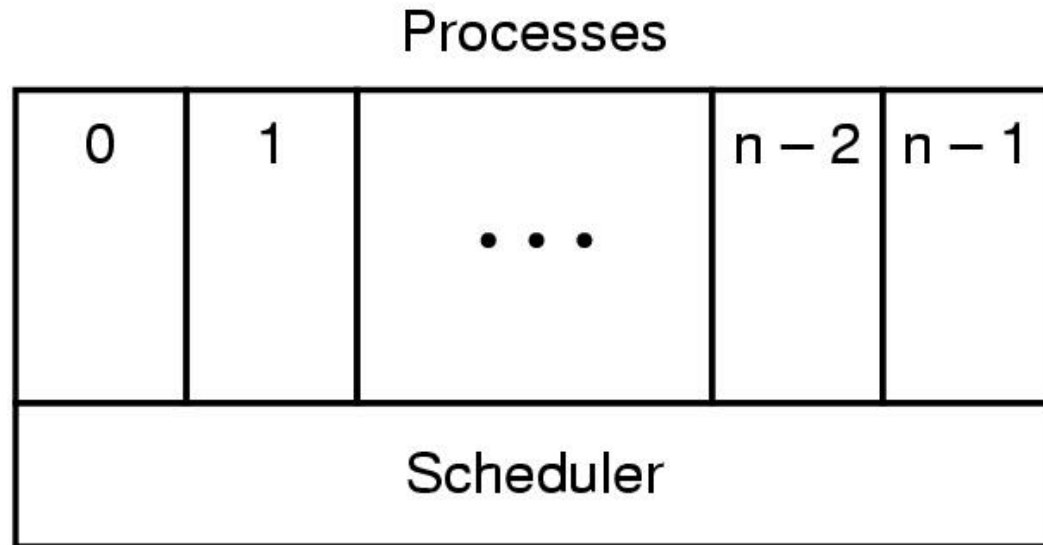 Processes
0 1 n – 2 n – 1
• • •
Scheduler